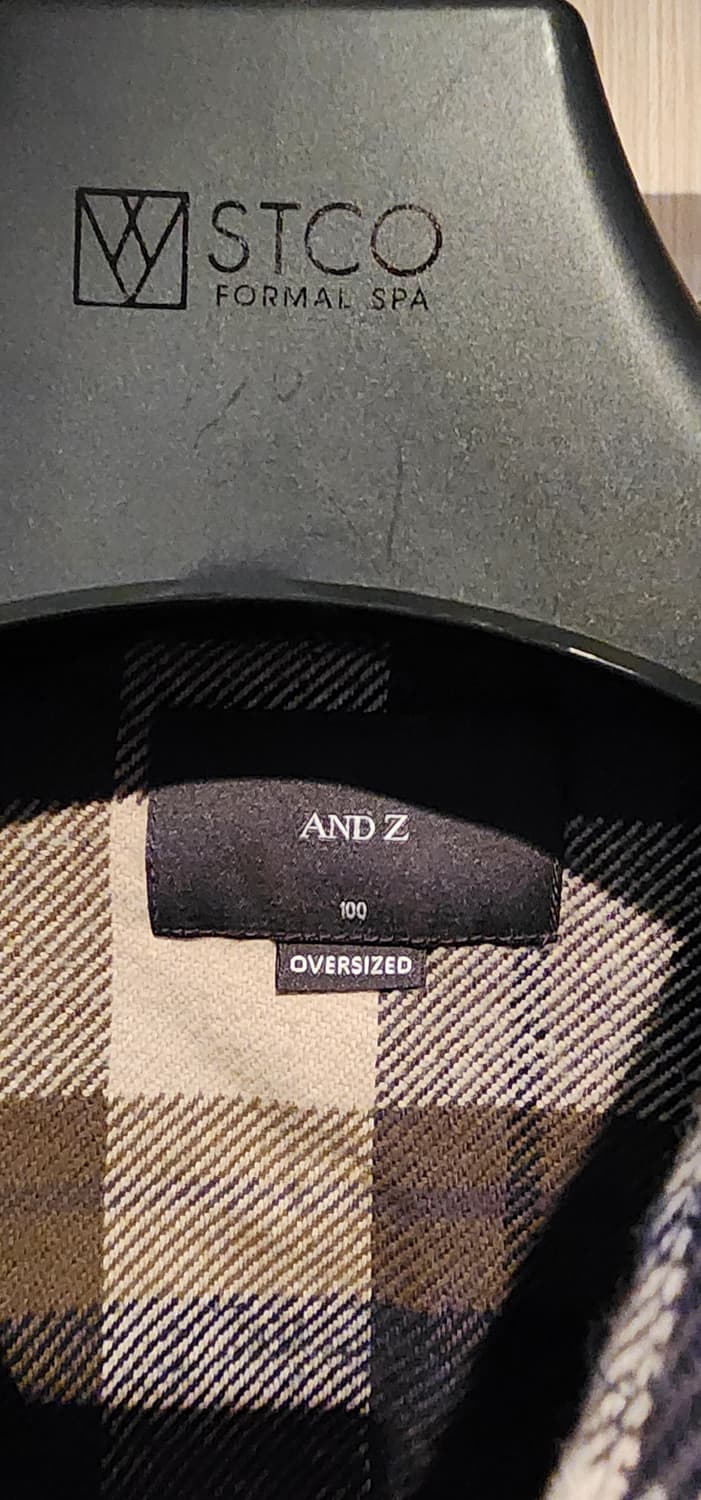 STCO
FORMAL SPA
AND Z
100
OVERSIZED